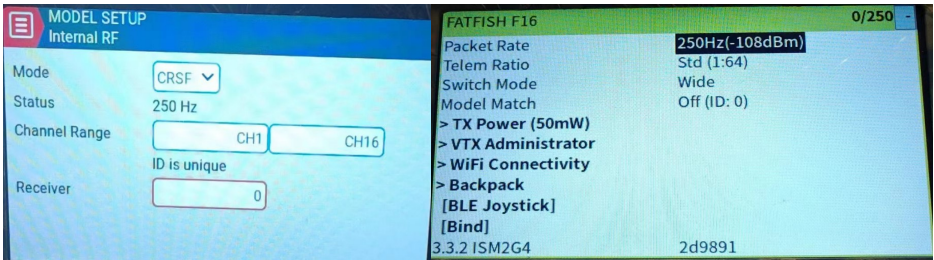 MODEL SETUP
Internal RF
Mode CRSF
Status 250 Hz
Channel Range CH1 CH16
ID is unique
Receiver 0
FATFISH F16 0/250 -
Packet Rate 250Hz(-108dBm)
Telem Ratio Std (1:64)
Switch Mode Wide
Model Match Off (ID: 0)
> TX Power (50mW)
> VTX Administrator
> WiFi Connectivity
> Backpack
[BLE Joystick]
[Bind]
3.3.2 ISM2G4 2d9891